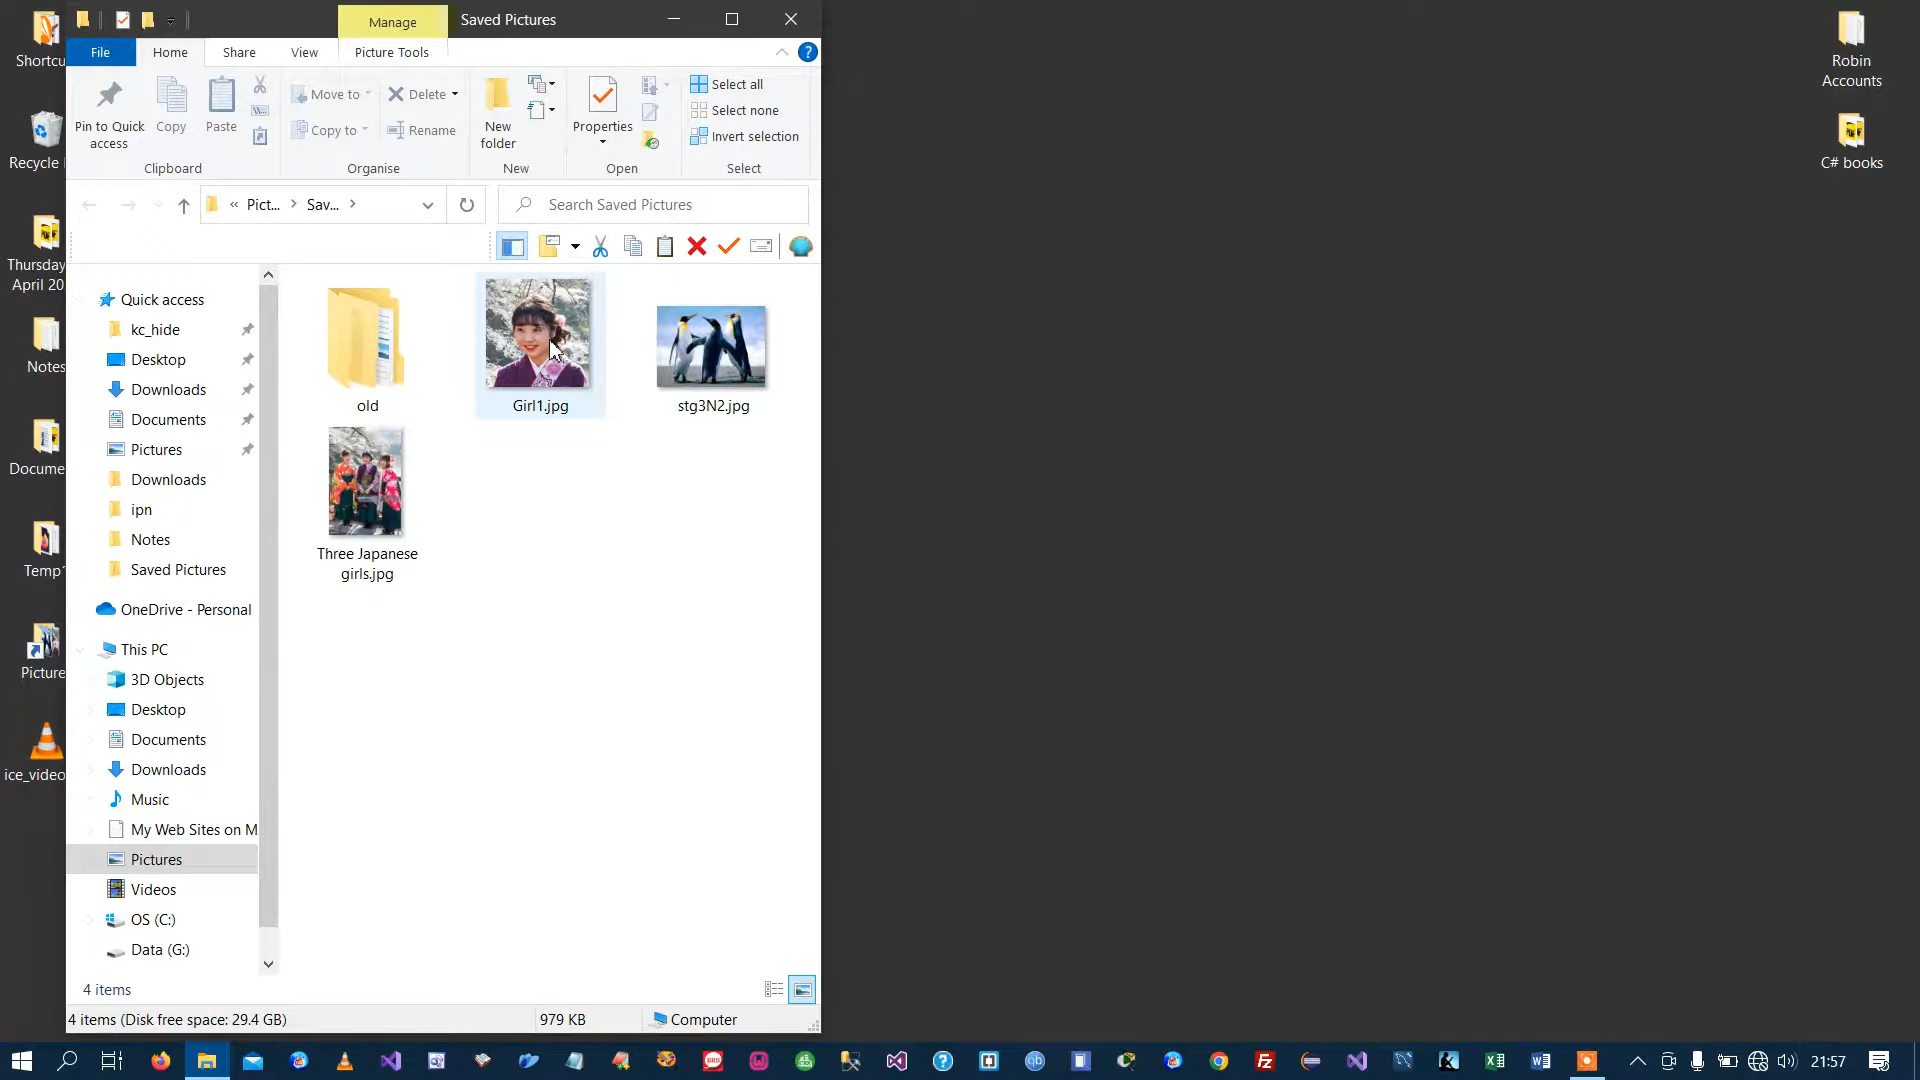 Manage
Saved Pictures
File
Home
Share
View
Picture Tools
Pin to Quick
access
Copy
Paste
Move to
Copy to
Delete
Rename
New
folder
Properties
Select all
Select none
Invert selection
Clipboard
Organise
New
Open
Select
« Pict... > Sav... >
Search Saved Pictures
Quick access
kc_hide
Desktop
Downloads
Documents
Pictures
Downloads
ipn
Notes
Saved Pictures
OneDrive - Personal
This PC
3D Objects
Desktop
Documents
Downloads
Music
My Web Sites on M
Pictures
Videos
OS (C:)
Data (G:)
old
Girl1.jpg
stg3N2.jpg
Three Japanese
girls.jpg
4 items
4 items (Disk free space: 29.4 GB)
979 KB
Computer
Shortcu
Recycle
Thursday
April 20
Notes
Docume
Temp
Picture
ice_video
Robin
Accounts
C# books
21:57